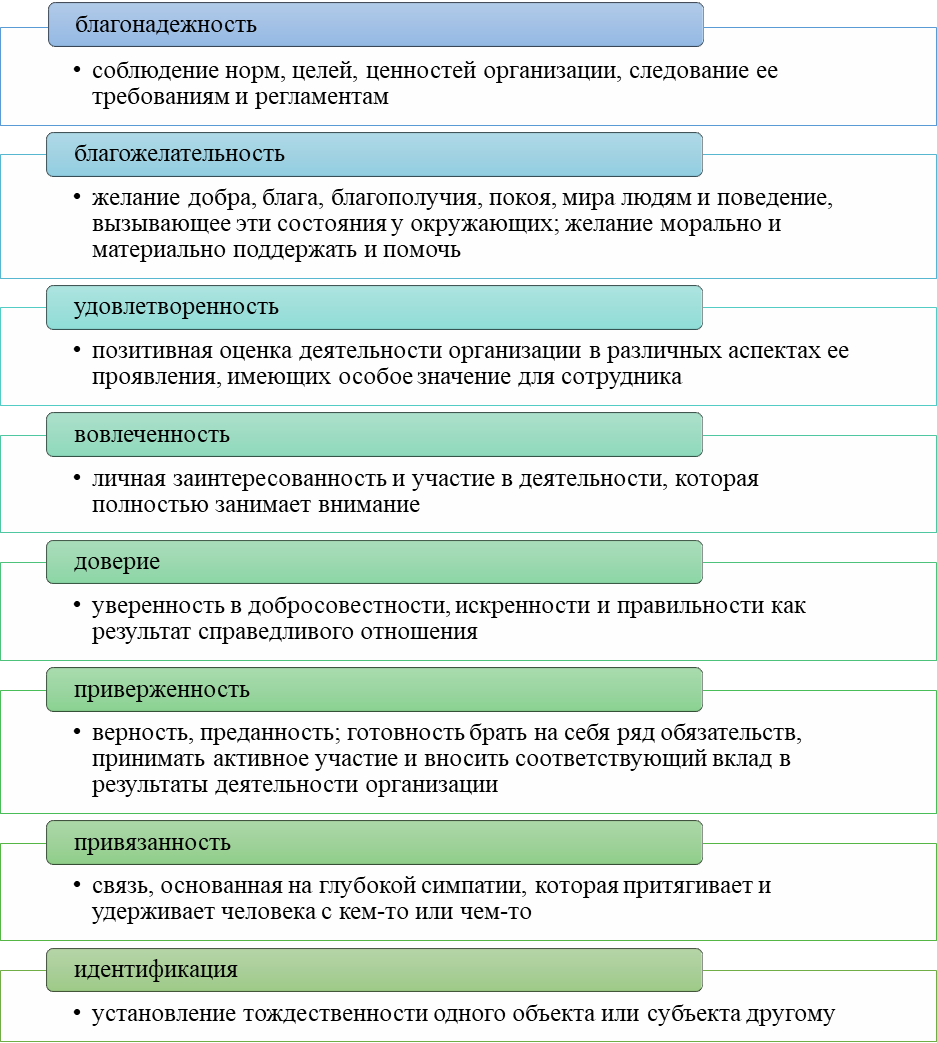 благонадежность
• соблюдение норм, целей, ценностей организации, следование ее
требованиям и регламентам
благожелательность
• желание добра, блага, благополучия, покоя, мира людям и поведение,
вызывающее эти состояния у окружающих; желание морально и
материально поддержать и помочь
удовлетворенность
• позитивная оценка деятельности организации в различных аспектах ее
проявления, имеющих особое значение для сотрудника
вовлеченность
• личная заинтересованность и участие в деятельности, которая
полностью занимает внимание
доверие
• уверенность в добросовестности, искренности и правильности как
результат справедливого отношения
приверженность
• верность, преданность; готовность брать на себя ряд обязательств,
принимать активное участие и вносить соответствующий вклад в
результаты деятельности организации
привязанность
• связь, основанная на глубокой симпатии, которая притягивает и
удерживает человека с кем-то или чем-то
идентификация
• установление тождественности одного объекта или субъекта другому